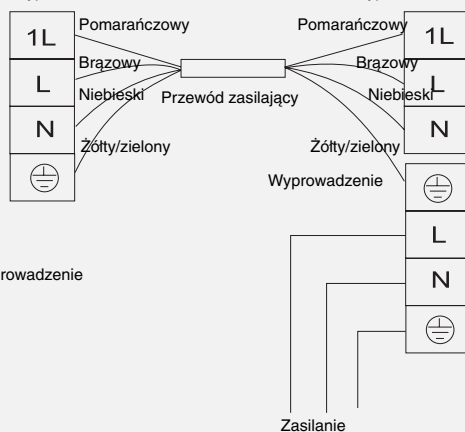 Pomarańczowy
Pomarańczowy
1L
1L
Brązowy
Brązowy
L
L
Niebieski
Niebieski
Przewód zasilający
N
N
Żółty/zielony
Żółty/zielony
Wyprowadzenie
L
rowadzenie
N
Zasilanie